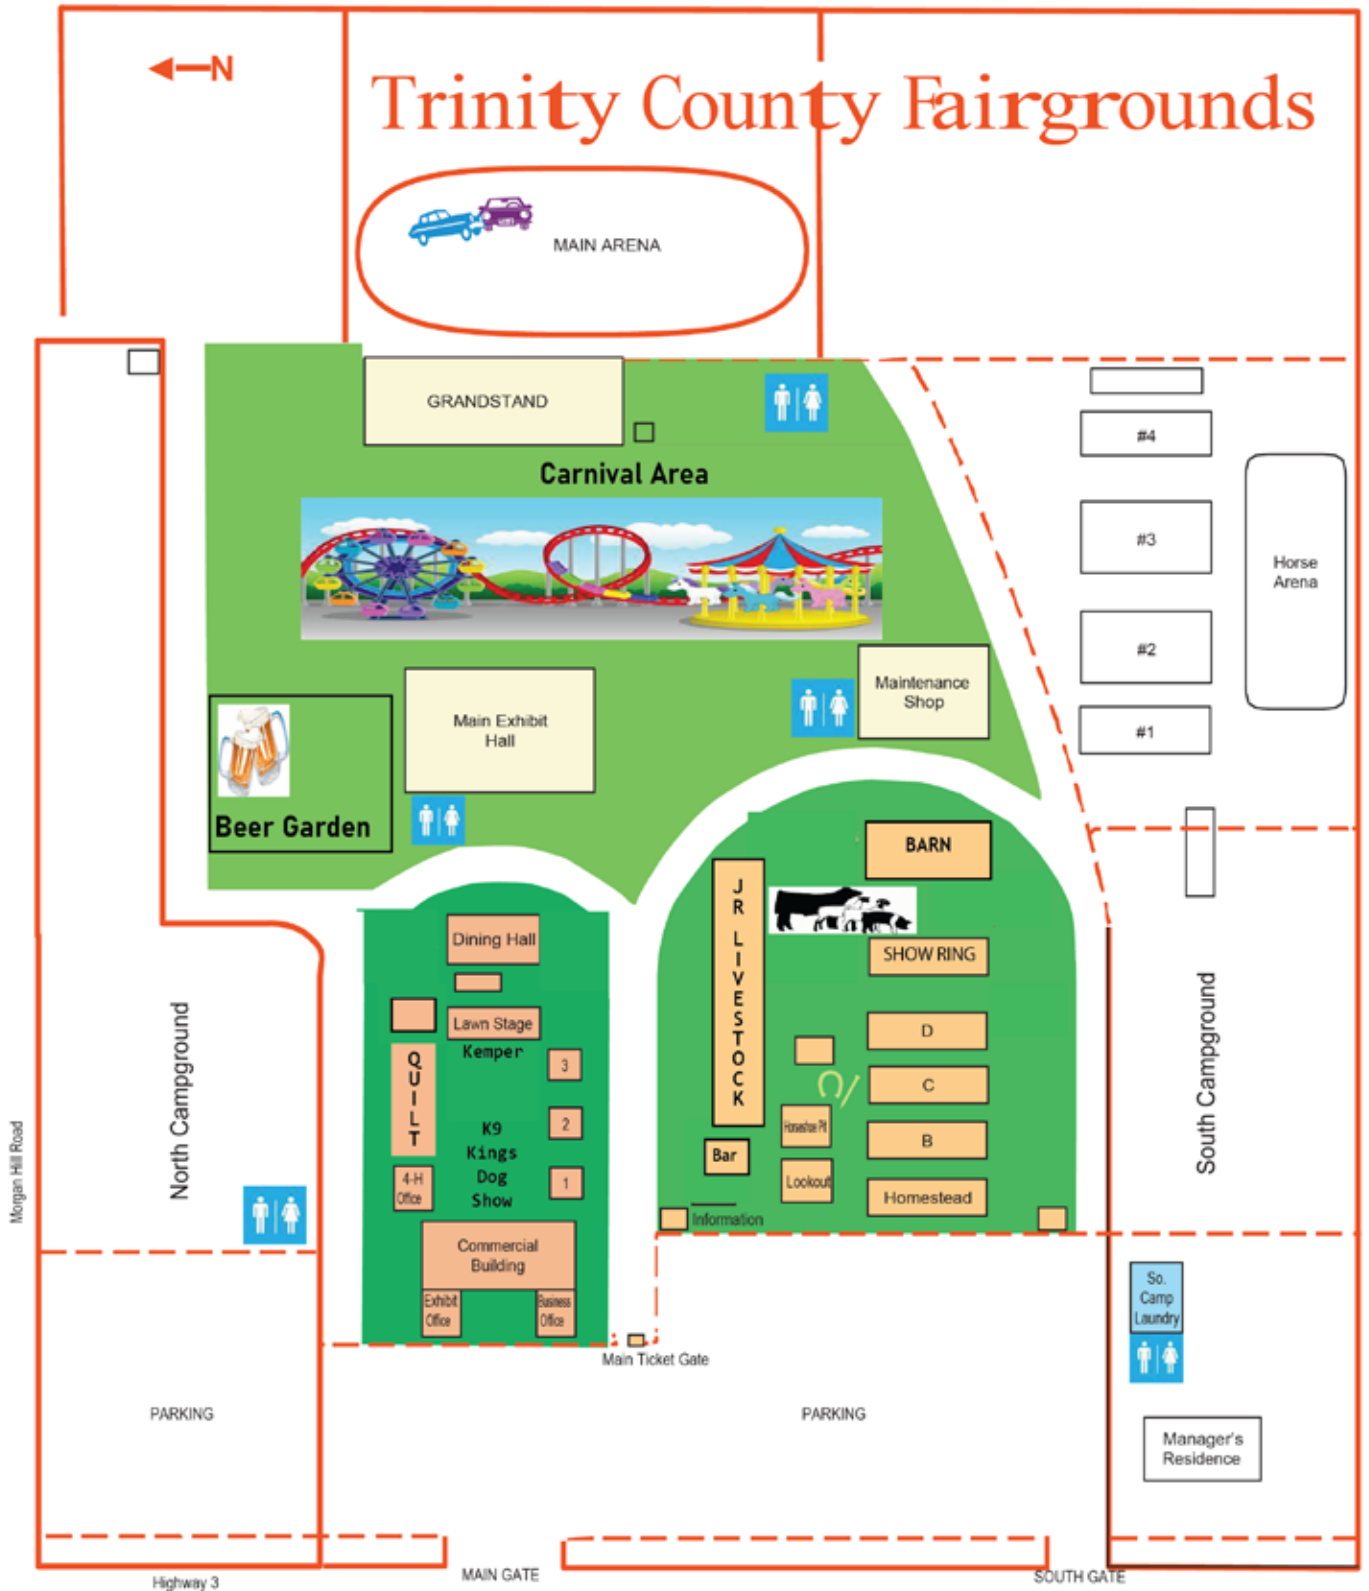 N
Trinity County Fairgrounds
MAIN ARENA
GRANDSTAND
Carnival Area
#4
#3
#2
#1
Horse
Arena
Maintenance
Shop
Main Exhibit
Hall
Beer Garden
BARN
JR LIVESTOCK
SHOW RING
D
C
B
Homestead
Horseshoe Pit
Lookout
Bar
Information
Dining Hall
Lawn Stage
Kemper
QUILT
3
2
1
K9
Kings
Dog
Show
4-H
Office
Commercial
Building
Exhibit
Office
Business
Office
Main Ticket Gate
North Campground
South Campground
Morgan Hill Road
So.
Camp
Laundry
PARKING
PARKING
Manager's
Residence
Highway 3
MAIN GATE
SOUTH GATE